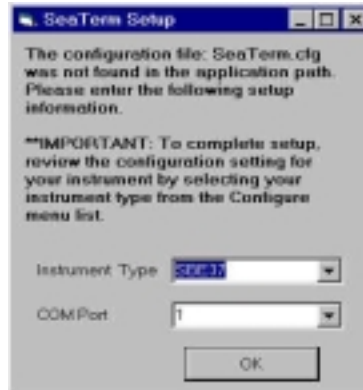 SeaTerm Setup
The configuration file: SeaTerm.cfg
was not found in the application path.
Please enter the following setup
information.
**IMPORTANT: To complete setup,
review the configuration setting for
your instrument by selecting your
instrument type from the Configure
menu list.
Instrument Type SBE37
COM Port 1
OK